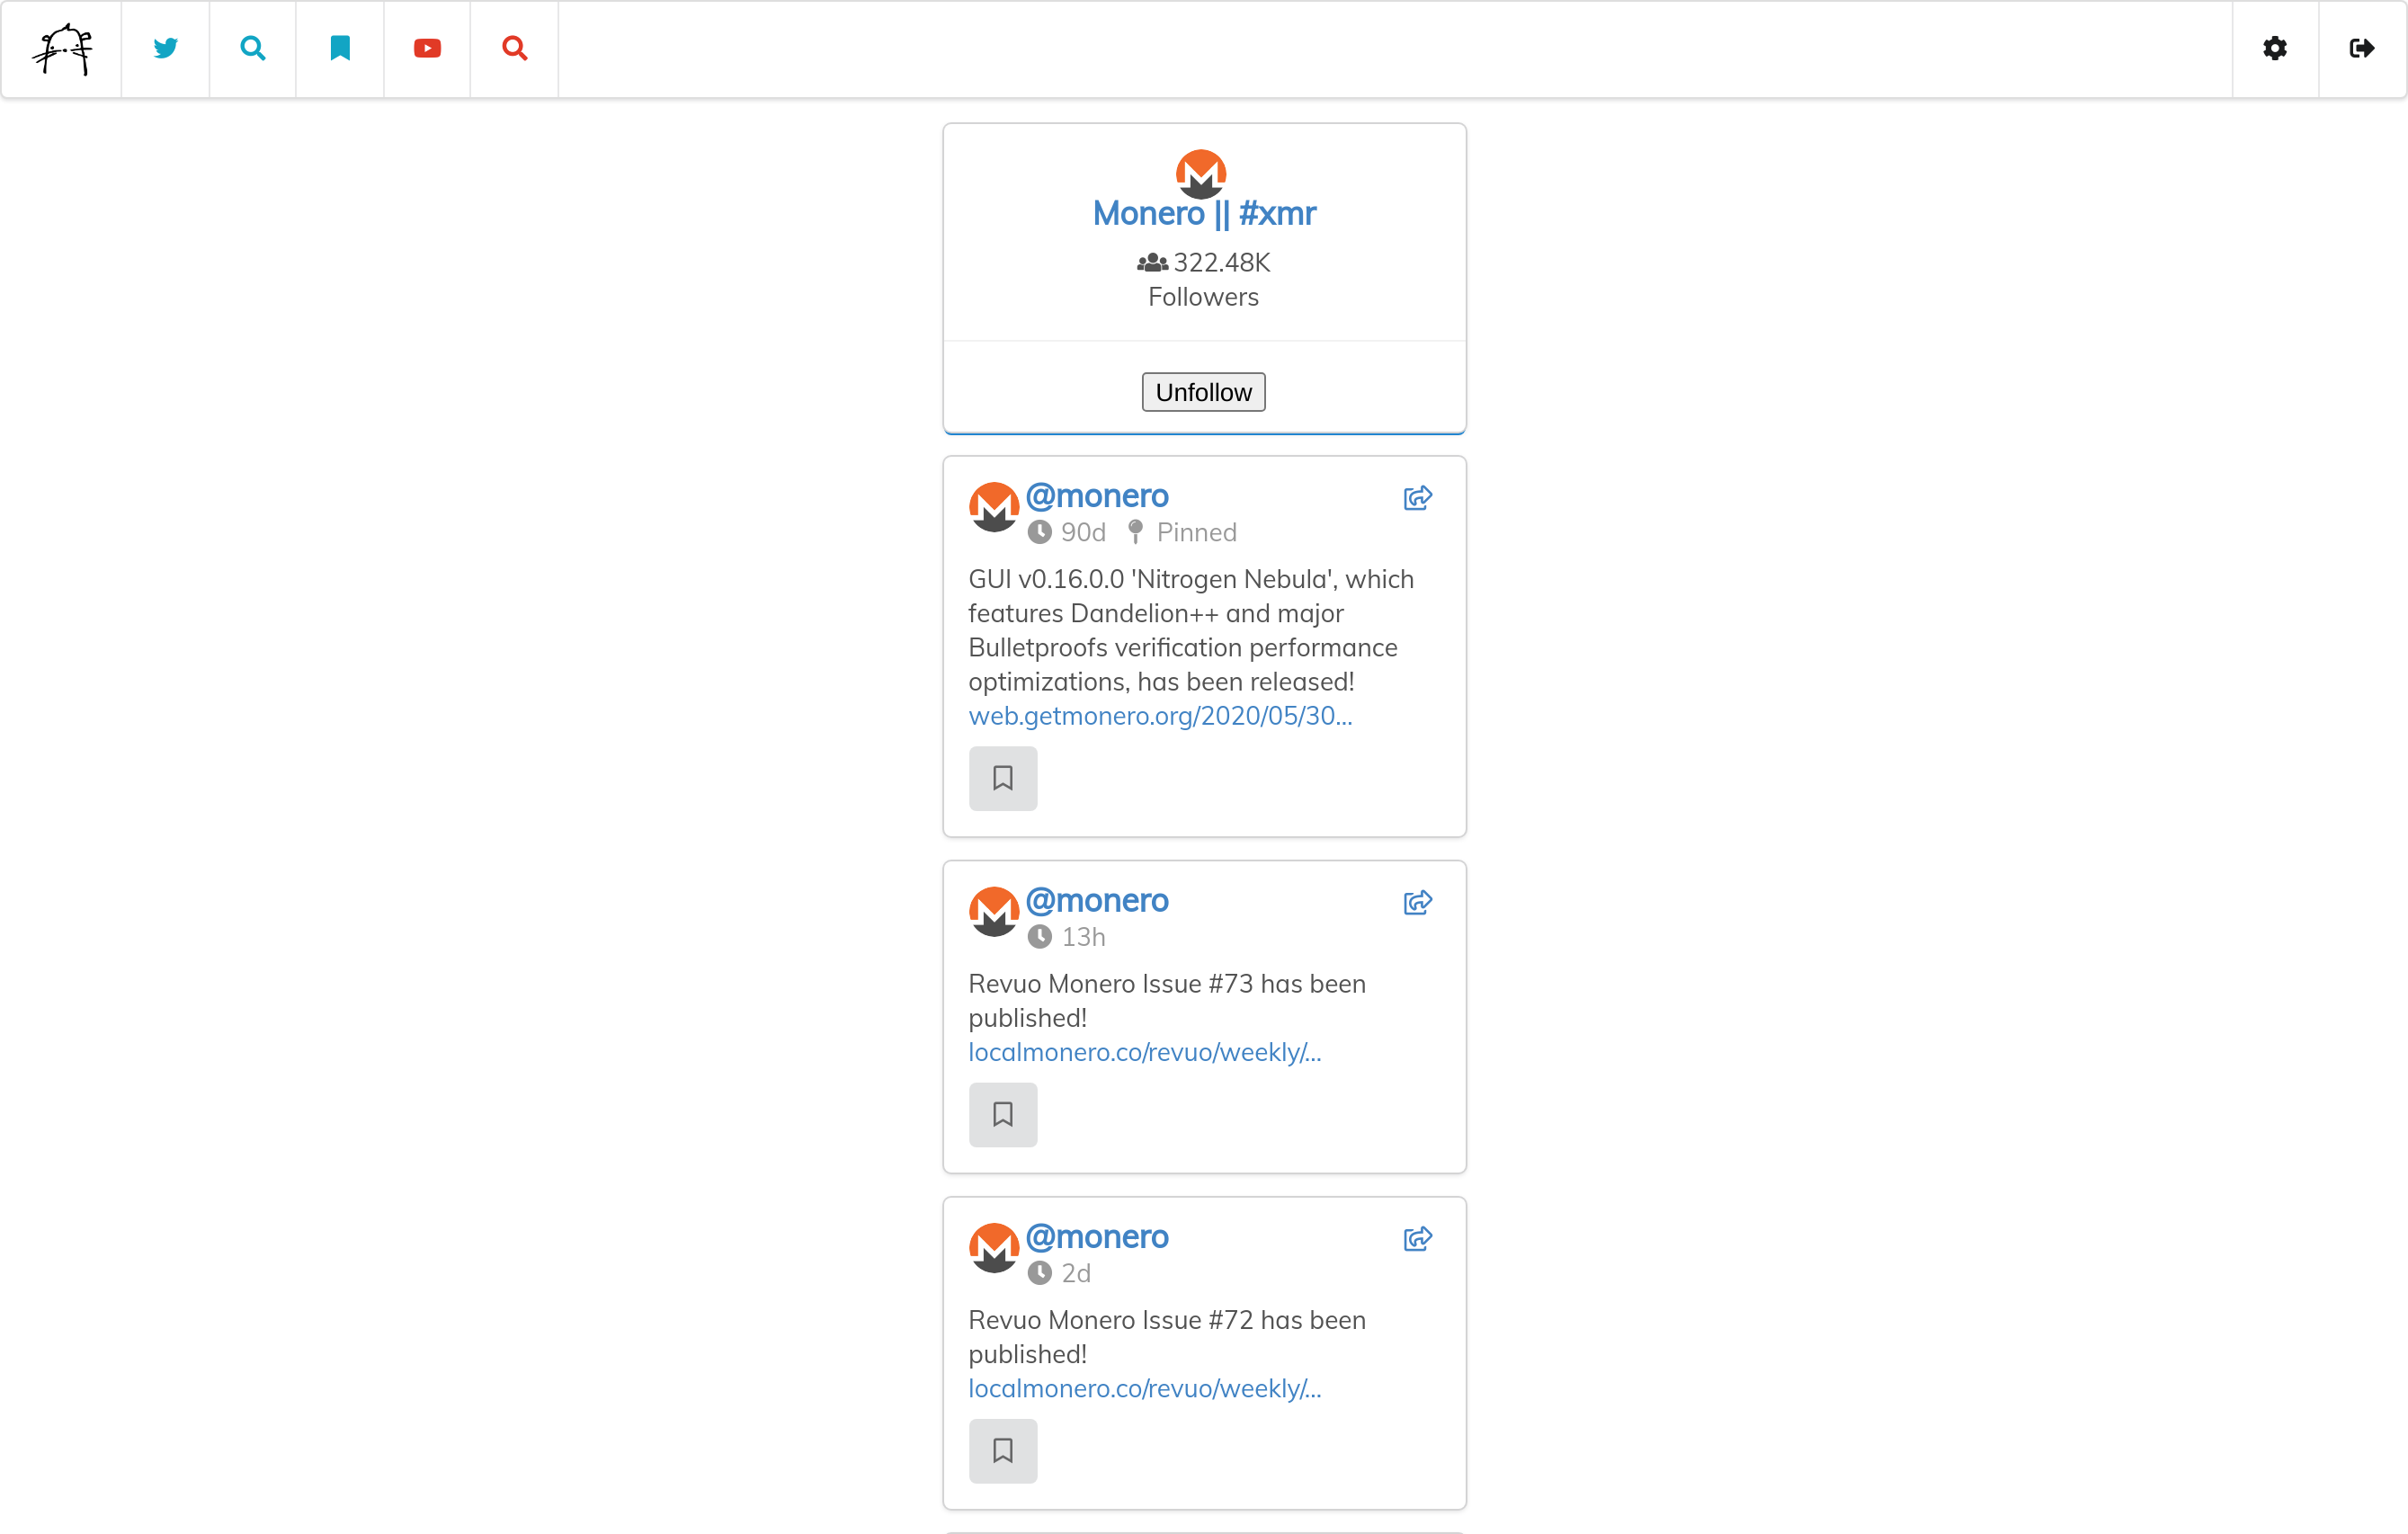 Monero || #xmr
322.48K
Followers
Unfollow
@monero
90d Pinned
GUI v0.16.0.0 'Nitrogen Nebula', which
features Dandelion++ and major
Bulletproofs verification performance
optimizations, has been released!
web.getmonero.org/2020/05/30...
@monero
13h
Revuo Monero Issue #73 has been
published!
localmonero.co/revuo/weekly/...
@monero
2d
Revuo Monero Issue #72 has been
published!
localmonero.co/revuo/weekly/...